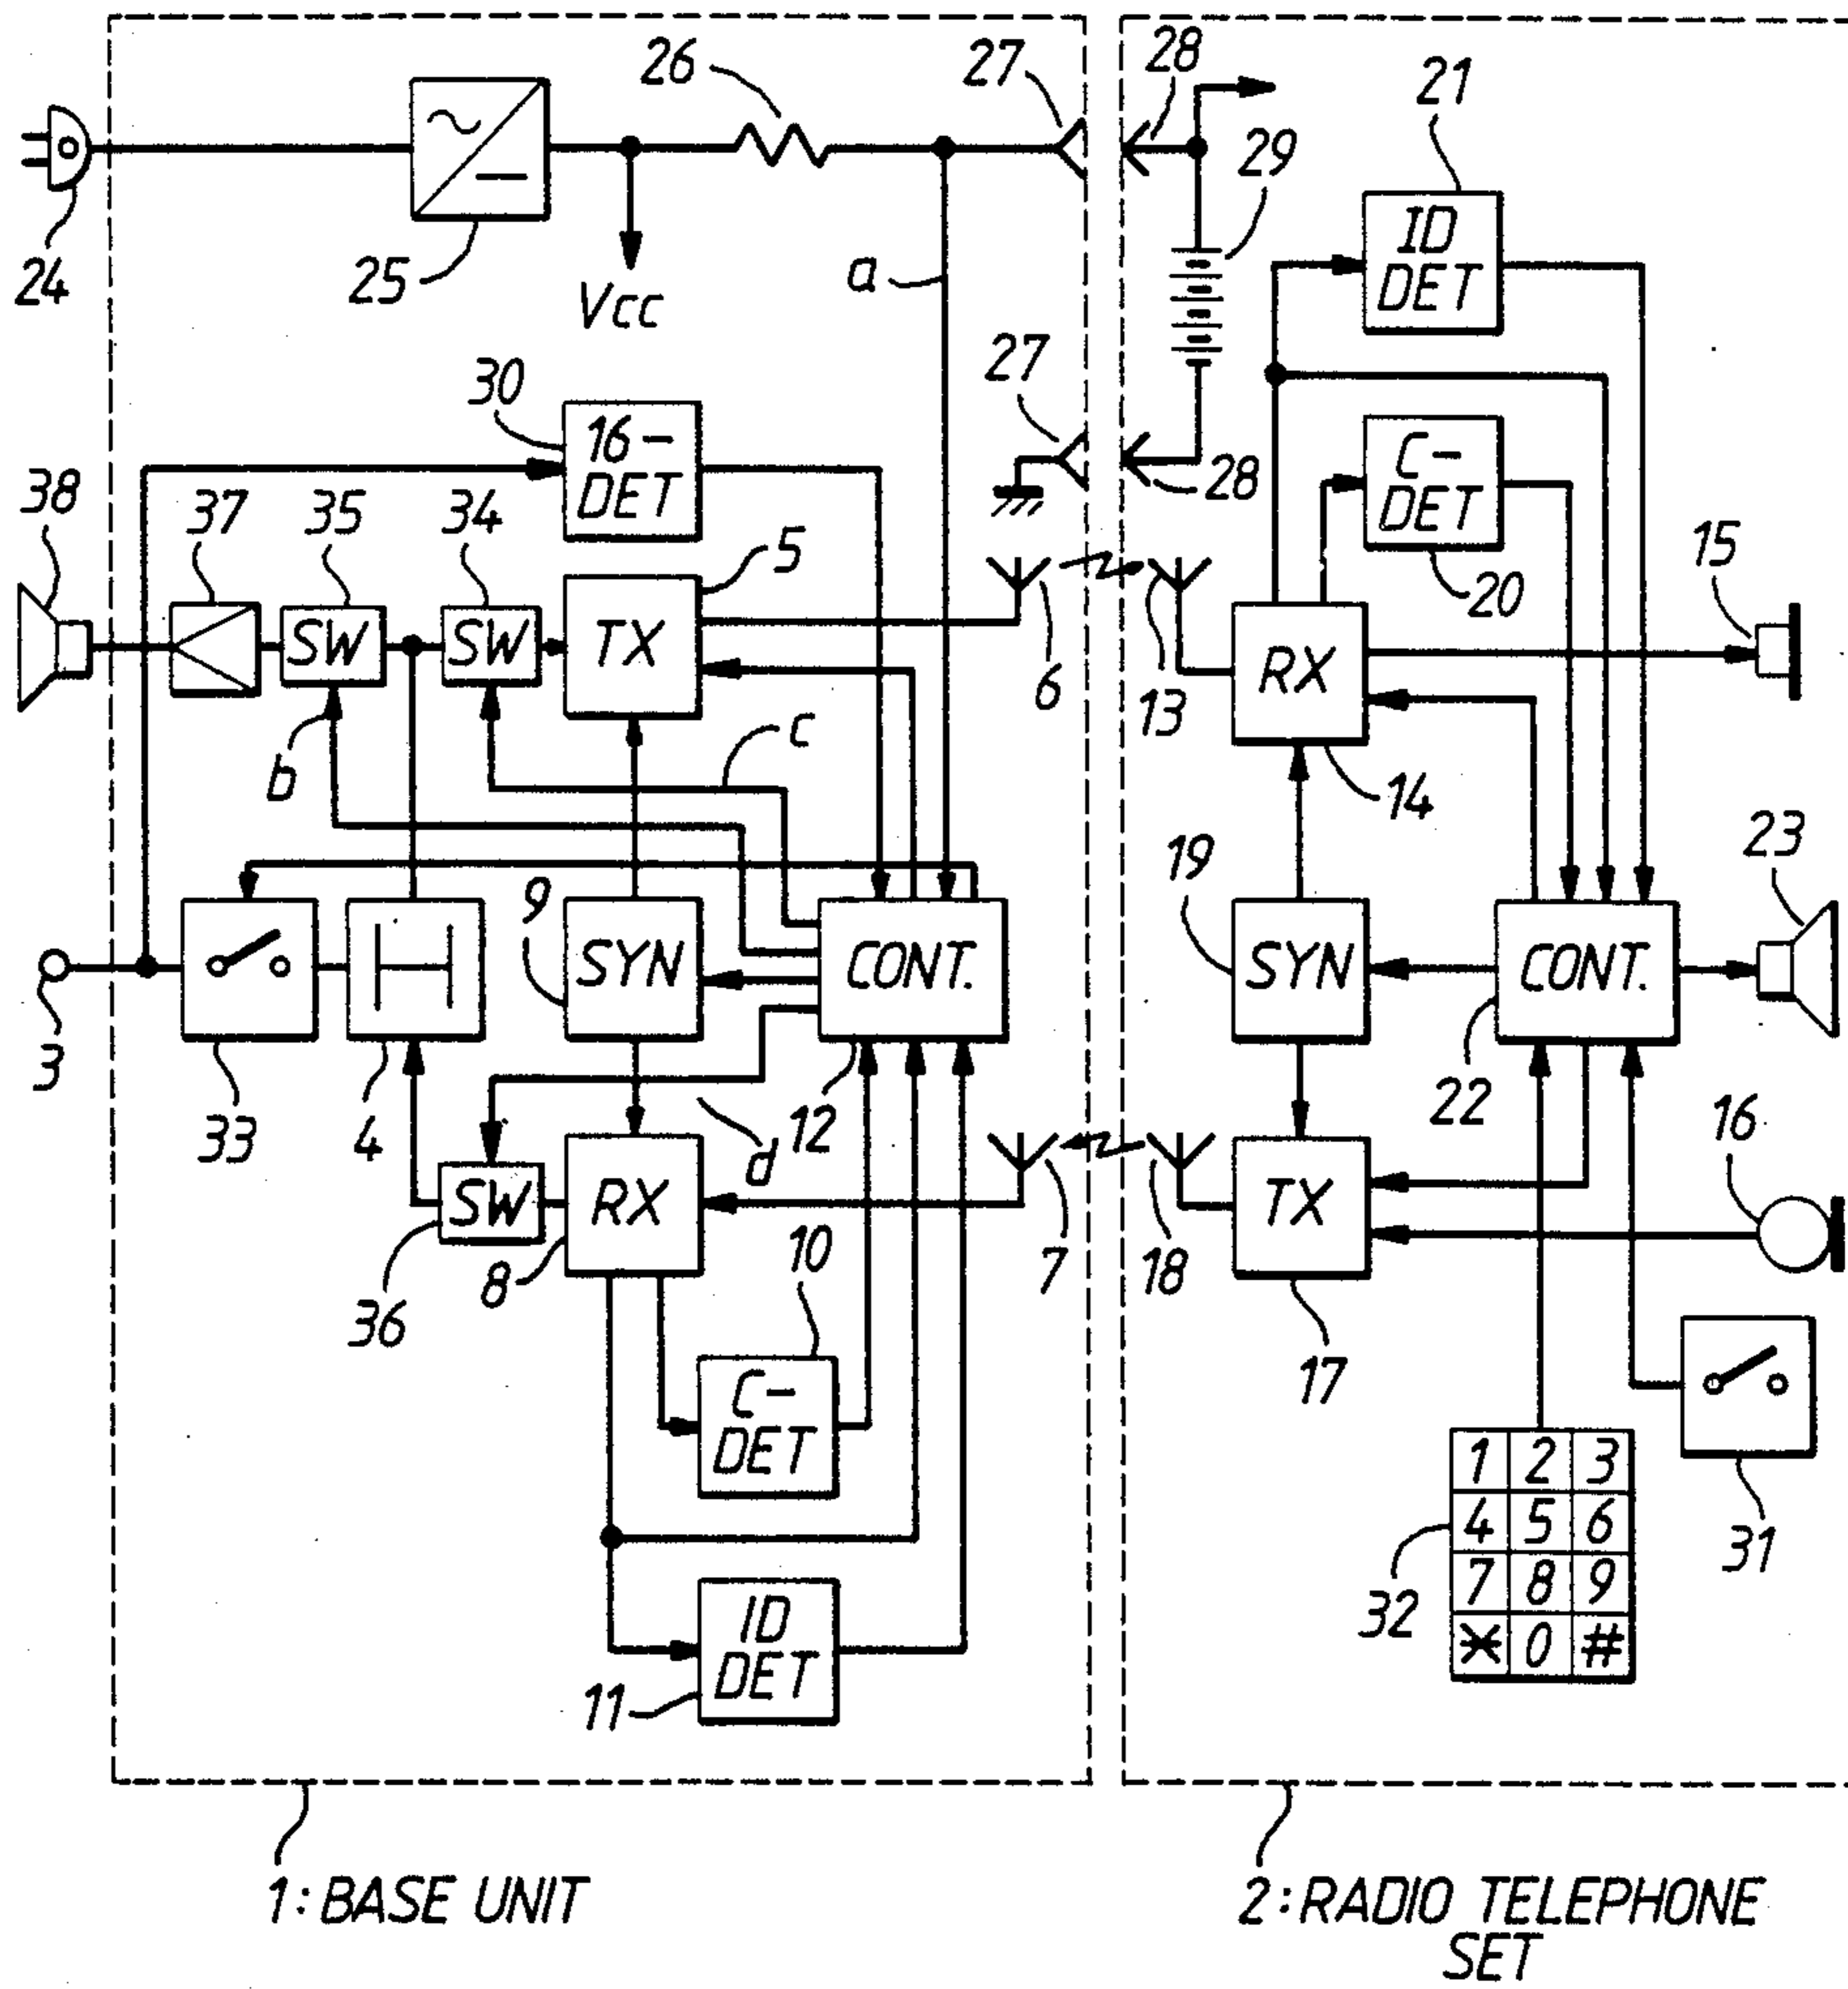 26
27
28
21
29
24
25
Vcc
a
ID
DET
30
16-
DET
27
28
C-
DET
20
38
37
35
34
5
15
SW
SW
TX
6
13
RX
b
c
14
23
9
19
3
33
4
SYN
CONT.
12
SYN
CONT.
22
16
d
36
SW
RX
8
10
7
18
TX
17
C-
DET
31
11
ID
DET
32
1 2 3
4 5 6
7 8 9
* 0 #
1: BASE UNIT
2: RADIO TELEPHONE
SET